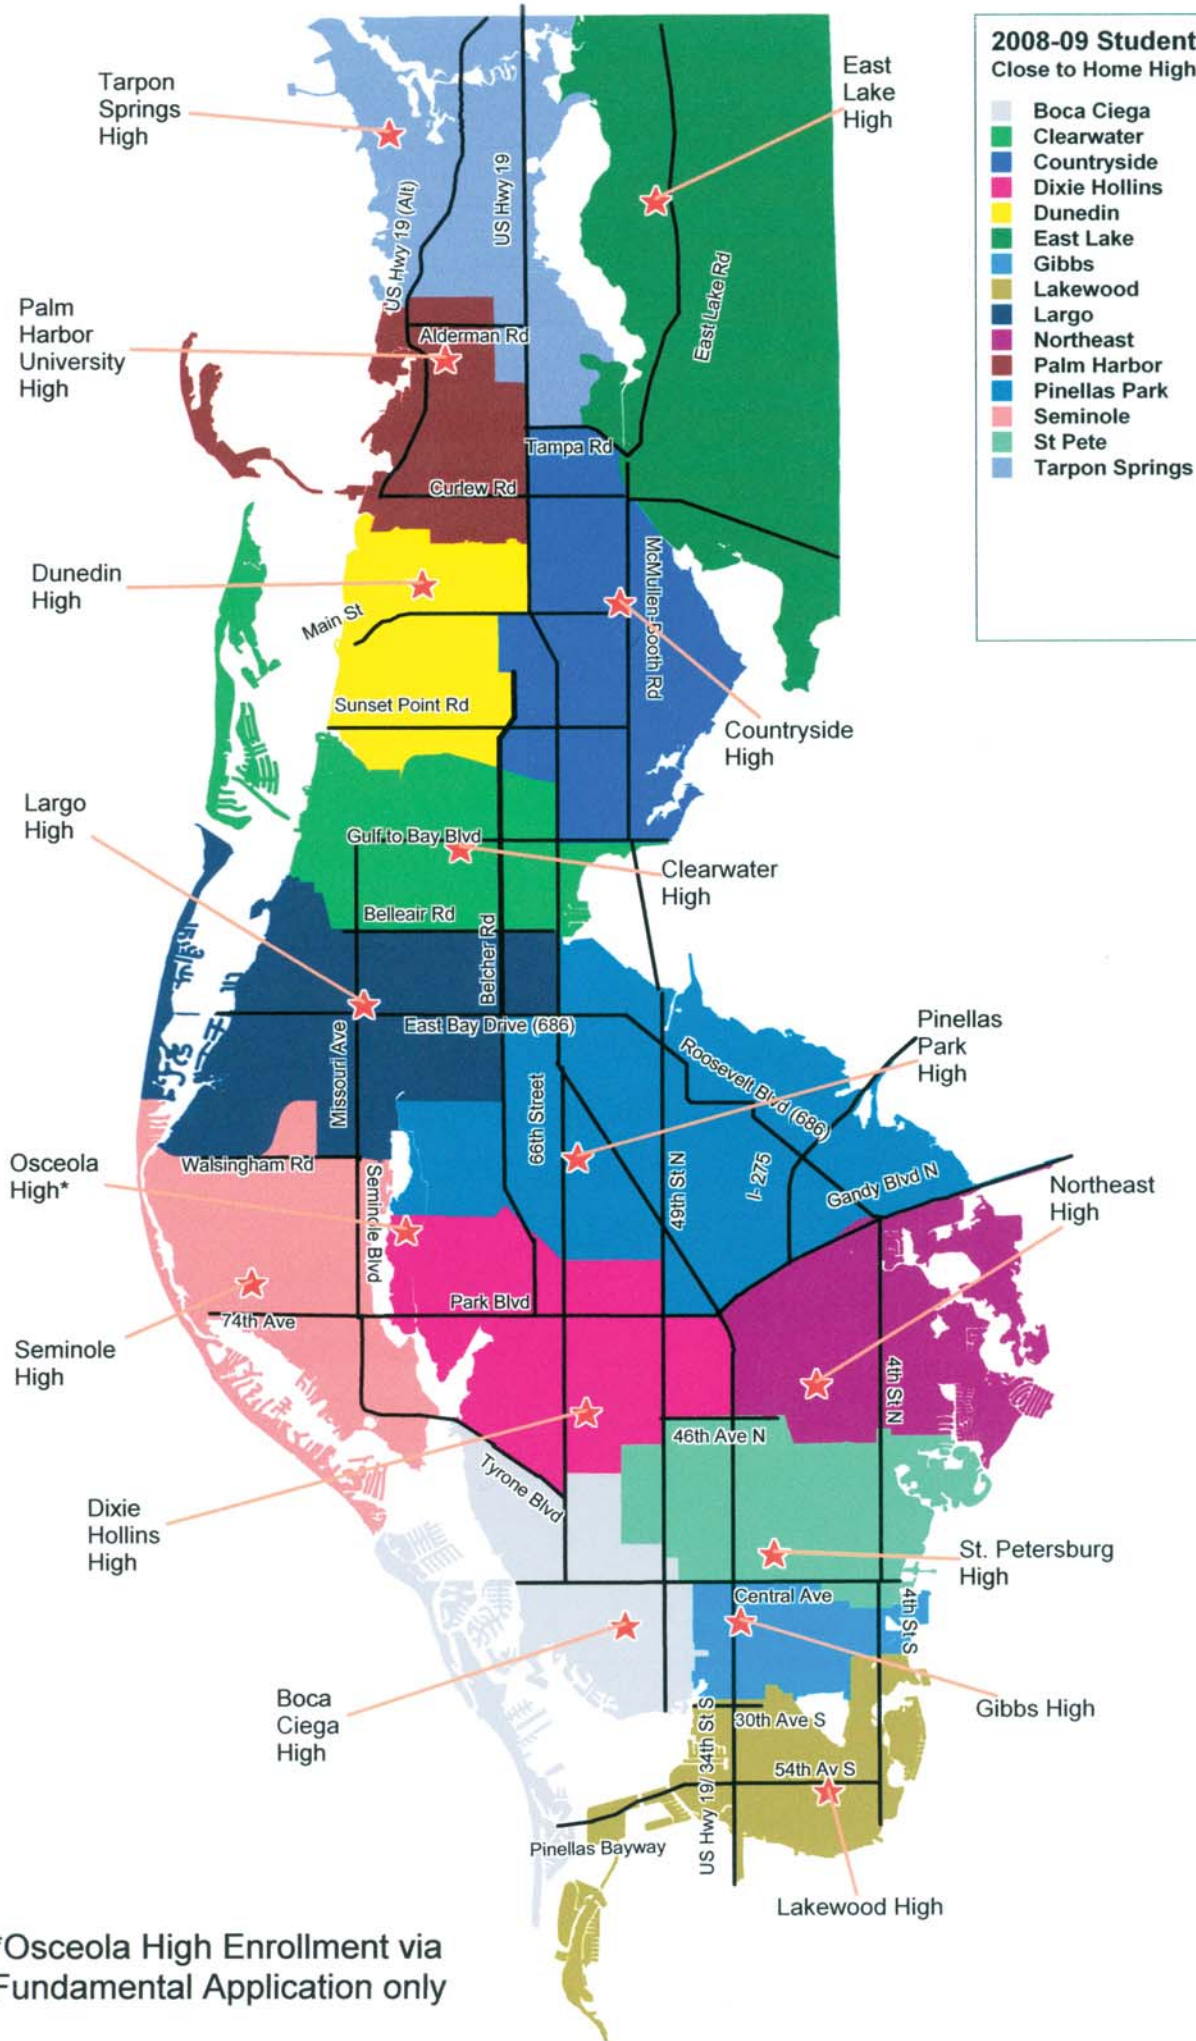 2008-09 Student
Close to Home High
Boca Ciega
Clearwater
Countryside
Dixie Hollins
Dunedin
East Lake
Gibbs
Lakewood
Largo
Northeast
Palm Harbor
Pinellas Park
Seminole
St Pete
Tarpon Springs
Tarpon
Springs
High
East
Lake
High
US Hwy 19 (Alt)
US Hwy 19
East Lake Rd
Palm
Harbor
University
High
Alderman Rd
Tampa Rd
Curlew Rd
McMullen-Booth Rd
Dunedin
High
Main St
Sunset Point Rd
Countryside
High
Largo
High
Gulf to Bay Blvd
Clearwater
High
Belleair Rd
Belcher Rd
East Bay Drive (686)
Missouri Ave
Roosevelt Blvd (686)
Pinellas
Park
High
66th Street
49th St N
I-275
Gandy Blvd N
Osceola
High*
Walsingham Rd
Seminole Blvd
Northeast
High
Park Blvd
74th Ave
Seminole
High
4th St N
46th Ave N
Tyrone Blvd
Dixie
Hollins
High
St. Petersburg
High
Central Ave
4th St S
Boca
Ciega
High
Gibbs High
30th Ave S
US Hwy 19/ 34th St S
54th Av S
Pinellas Bayway
Lakewood High
*Osceola High Enrollment via
Fundamental Application only